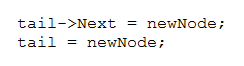 tail->Next = newNode;
tail = newNode;